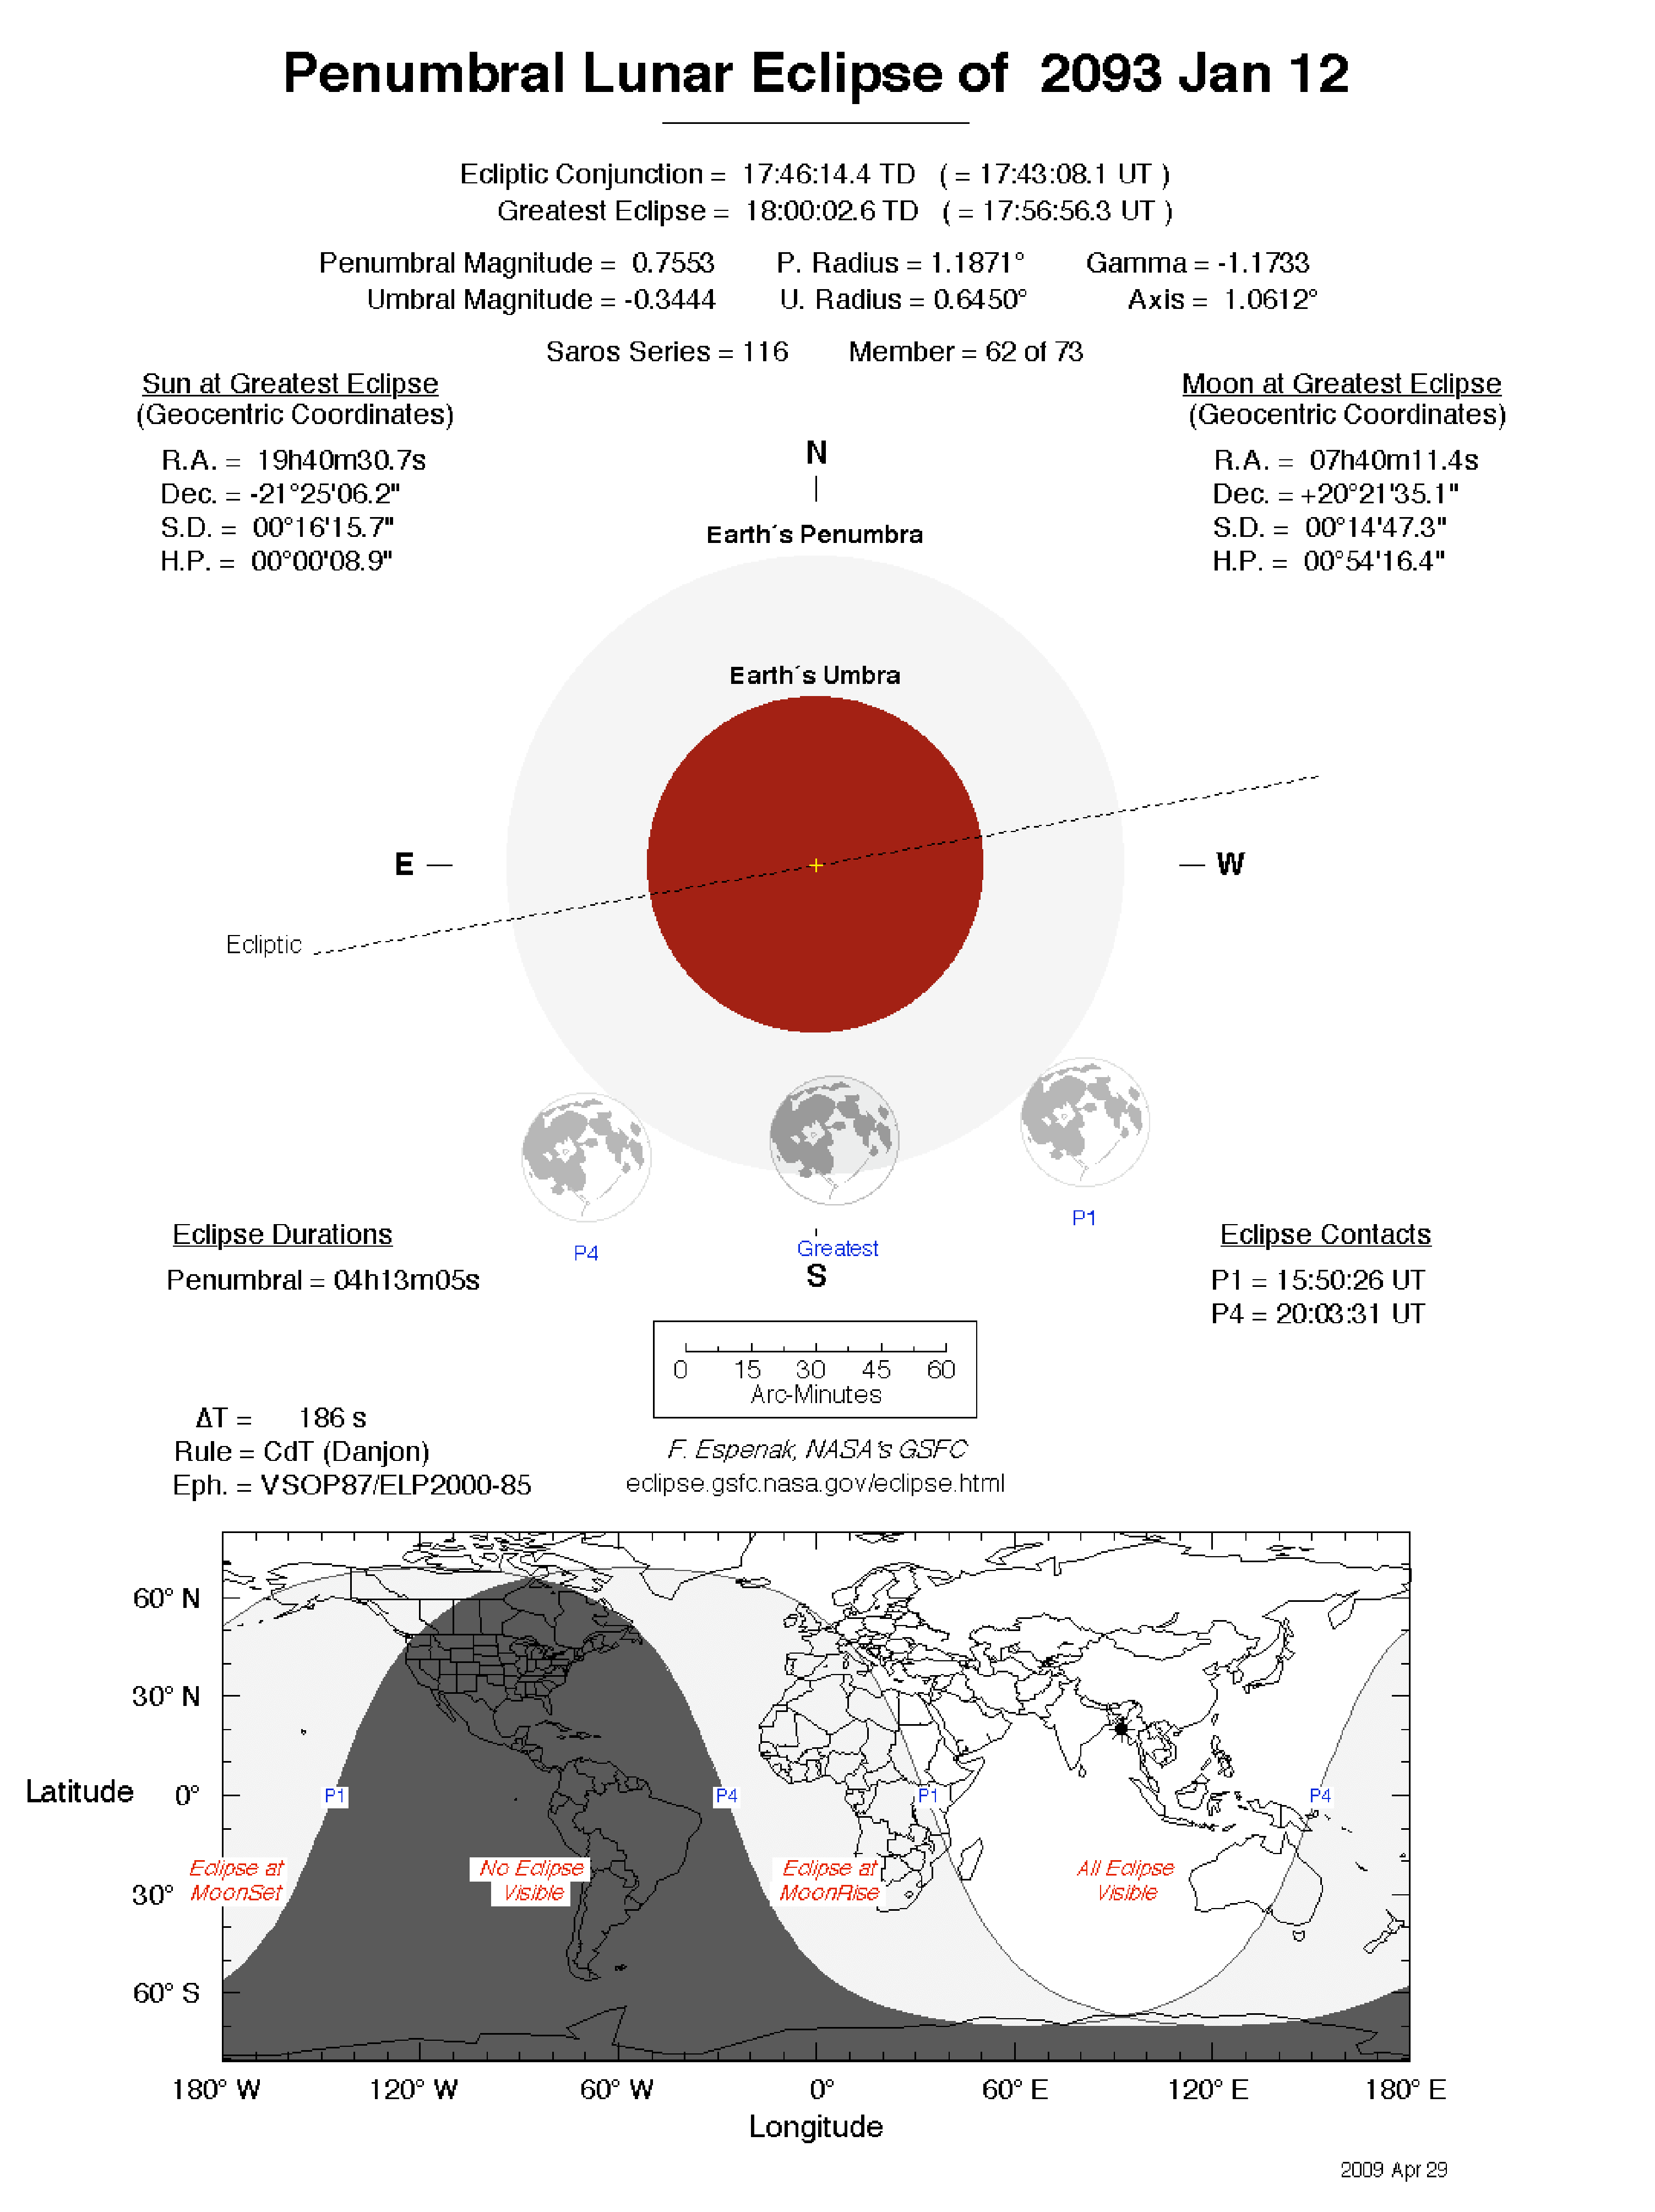 Penumbral Lunar Eclipse of 2093 Jan 12
Ecliptic Conjunction = 17:46:14.4 TD ( = 17:43:08.1 UT )
Greatest Eclipse = 18:00:02.6 TD ( = 17:56:56.3 UT )
Penumbral Magnitude = 0.7553 P. Radius = 1.1871° Gamma = -1.1733
Umbral Magnitude = -0.3444 U. Radius = 0.6450° Axis = 1.0612°
Saros Series = 116 Member = 62 of 73
Sun at Greatest Eclipse
(Geocentric Coordinates)
R.A. = 19h40m30.7s
Dec. = -21°25'06.2"
S.D. = 00°16'15.7"
H.P. = 00°00'08.9"
Moon at Greatest Eclipse
(Geocentric Coordinates)
R.A. = 07h40m11.4s
Dec. = +20°21'35.1"
S.D. = 00°14'47.3"
H.P. = 00°54'16.4"
N
Earth´s Penumbra
Earth´s Umbra
E
W
Ecliptic
P4
Greatest
P1
S
Eclipse Durations
Penumbral = 04h13m05s
Eclipse Contacts
P1 = 15:50:26 UT
P4 = 20:03:31 UT
0 15 30 45 60
Arc-Minutes
ΔT = 186 s
Rule = CdT (Danjon)
Eph. = VSOP87/ELP2000-85
F. Espenak, NASA's GSFC
eclipse.gsfc.nasa.gov/eclipse.html
60° N
30° N
Latitude 0°
30°
60° S
P1
P4
P1
P4
Eclipse at
MoonSet
No Eclipse
Visible
Eclipse at
MoonRise
All Eclipse
Visible
180° W 120° W 60° W 0° 60° E 120° E 180° E
Longitude
2009 Apr 29